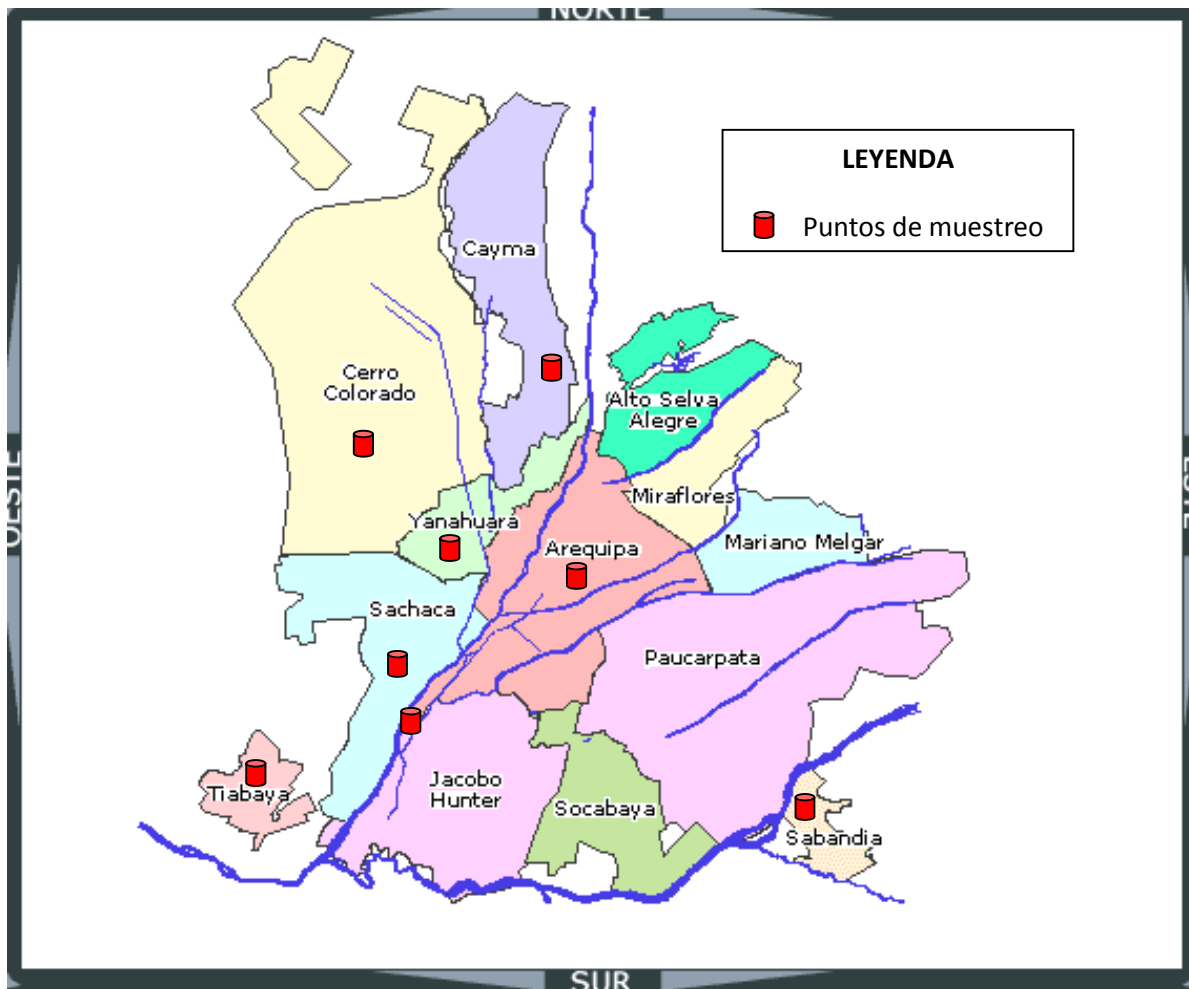 NORTE
LEYENDA
Puntos de muestreo
Cayma
Cerro
Colorado
Alto Selva
Alegre
Miraflores
Yanahuara
Arequipa
Mariano Melgar
Sachaca
Paucarpata
Jacobo
Hunter
Tiabaya
Socabaya
Sabandia
OESTE
SUR